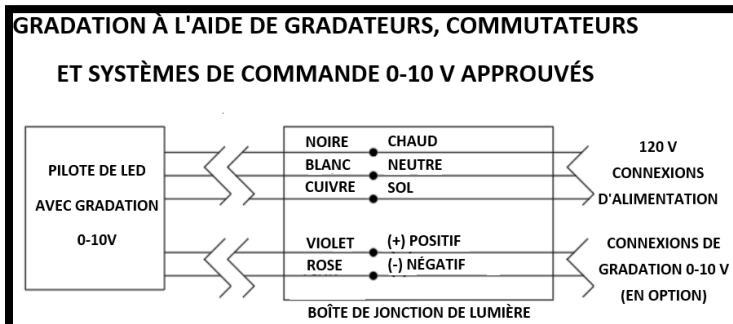 GRADATION À L'AIDE DE GRADATEURS, COMMUTATEURS
ET SYSTÈMES DE COMMANDE 0-10 V APPROUVÉS
PILOTE DE LED
AVEC GRADATION
0-10V
NOIRE CHAUD
BLANC NEUTRE
CUIVRE SOL
VIOLET (+) POSITIF
ROSE (-) NÉGATIF
120 V
CONNEXIONS
D'ALIMENTATION
CONNEXIONS DE
GRADATION 0-10 V
(EN OPTION)
BOÎTE DE JONCTION DE LUMIÈRE